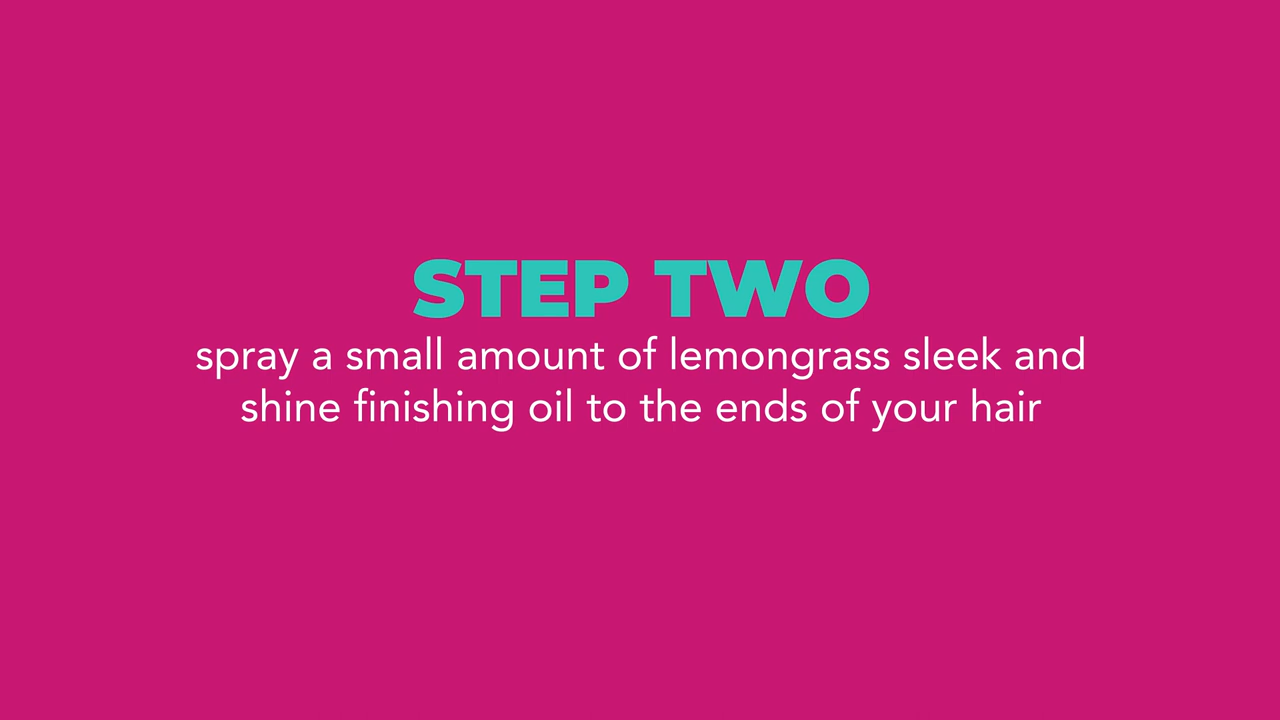 STEP TWO
spray a small amount of lemongrass sleek and
shine finishing oil to the ends of your hair